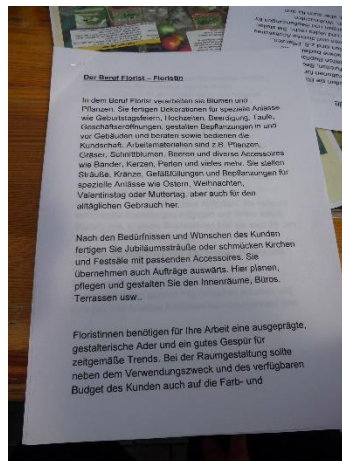 Der Beruf Florist – Floristin
In dem Beruf Florist verarbeiten sie Blumen und
Pflanzen. Sie fertigen Dekorationen für spezielle Anlässe
wie Geburtstagsfeiern, Hochzeiten, Beerdigung, Taufe,
Geschäftseröffnungen, gestalten Bepflanzungen in und
vor Gebäuden und beraten sowie bedienen die
Kundschaft. Arbeitsmaterialien sind z.B. Pflanzen,
Gräser, Schnittblumen, Beeren und diverse Accessoires
wie Bänder, Kerzen, Perlen und vieles mehr. Sie stellen
Sträuße, Kränze, Gefäßfüllungen und Bepflanzungen für
spezielle Anlässe wie Ostern, Weihnachten,
Valentinstag oder Muttertag, aber auch für den
alltäglichen Gebrauch her.
Nach den Bedürfnissen und Wünschen des Kunden
fertigen Sie Jubiläumssträuße oder schmücken Kirchen
und Festsäle mit passenden Accessoires. Sie
übernehmen auch Aufträge auswärts. Hier planen,
pflegen und gestalten Sie den Innenräume, Büros,
Terrassen usw..
Floristinnen benötigen für Ihre Arbeit eine ausgeprägte,
gestalterische Ader und ein gutes Gespür für
zeitgemäße Trends. Bei der Raumgestaltung sollte
neben dem Verwendungszweck und des verfügbaren
Budget des Kunden auch auf die Farb- und